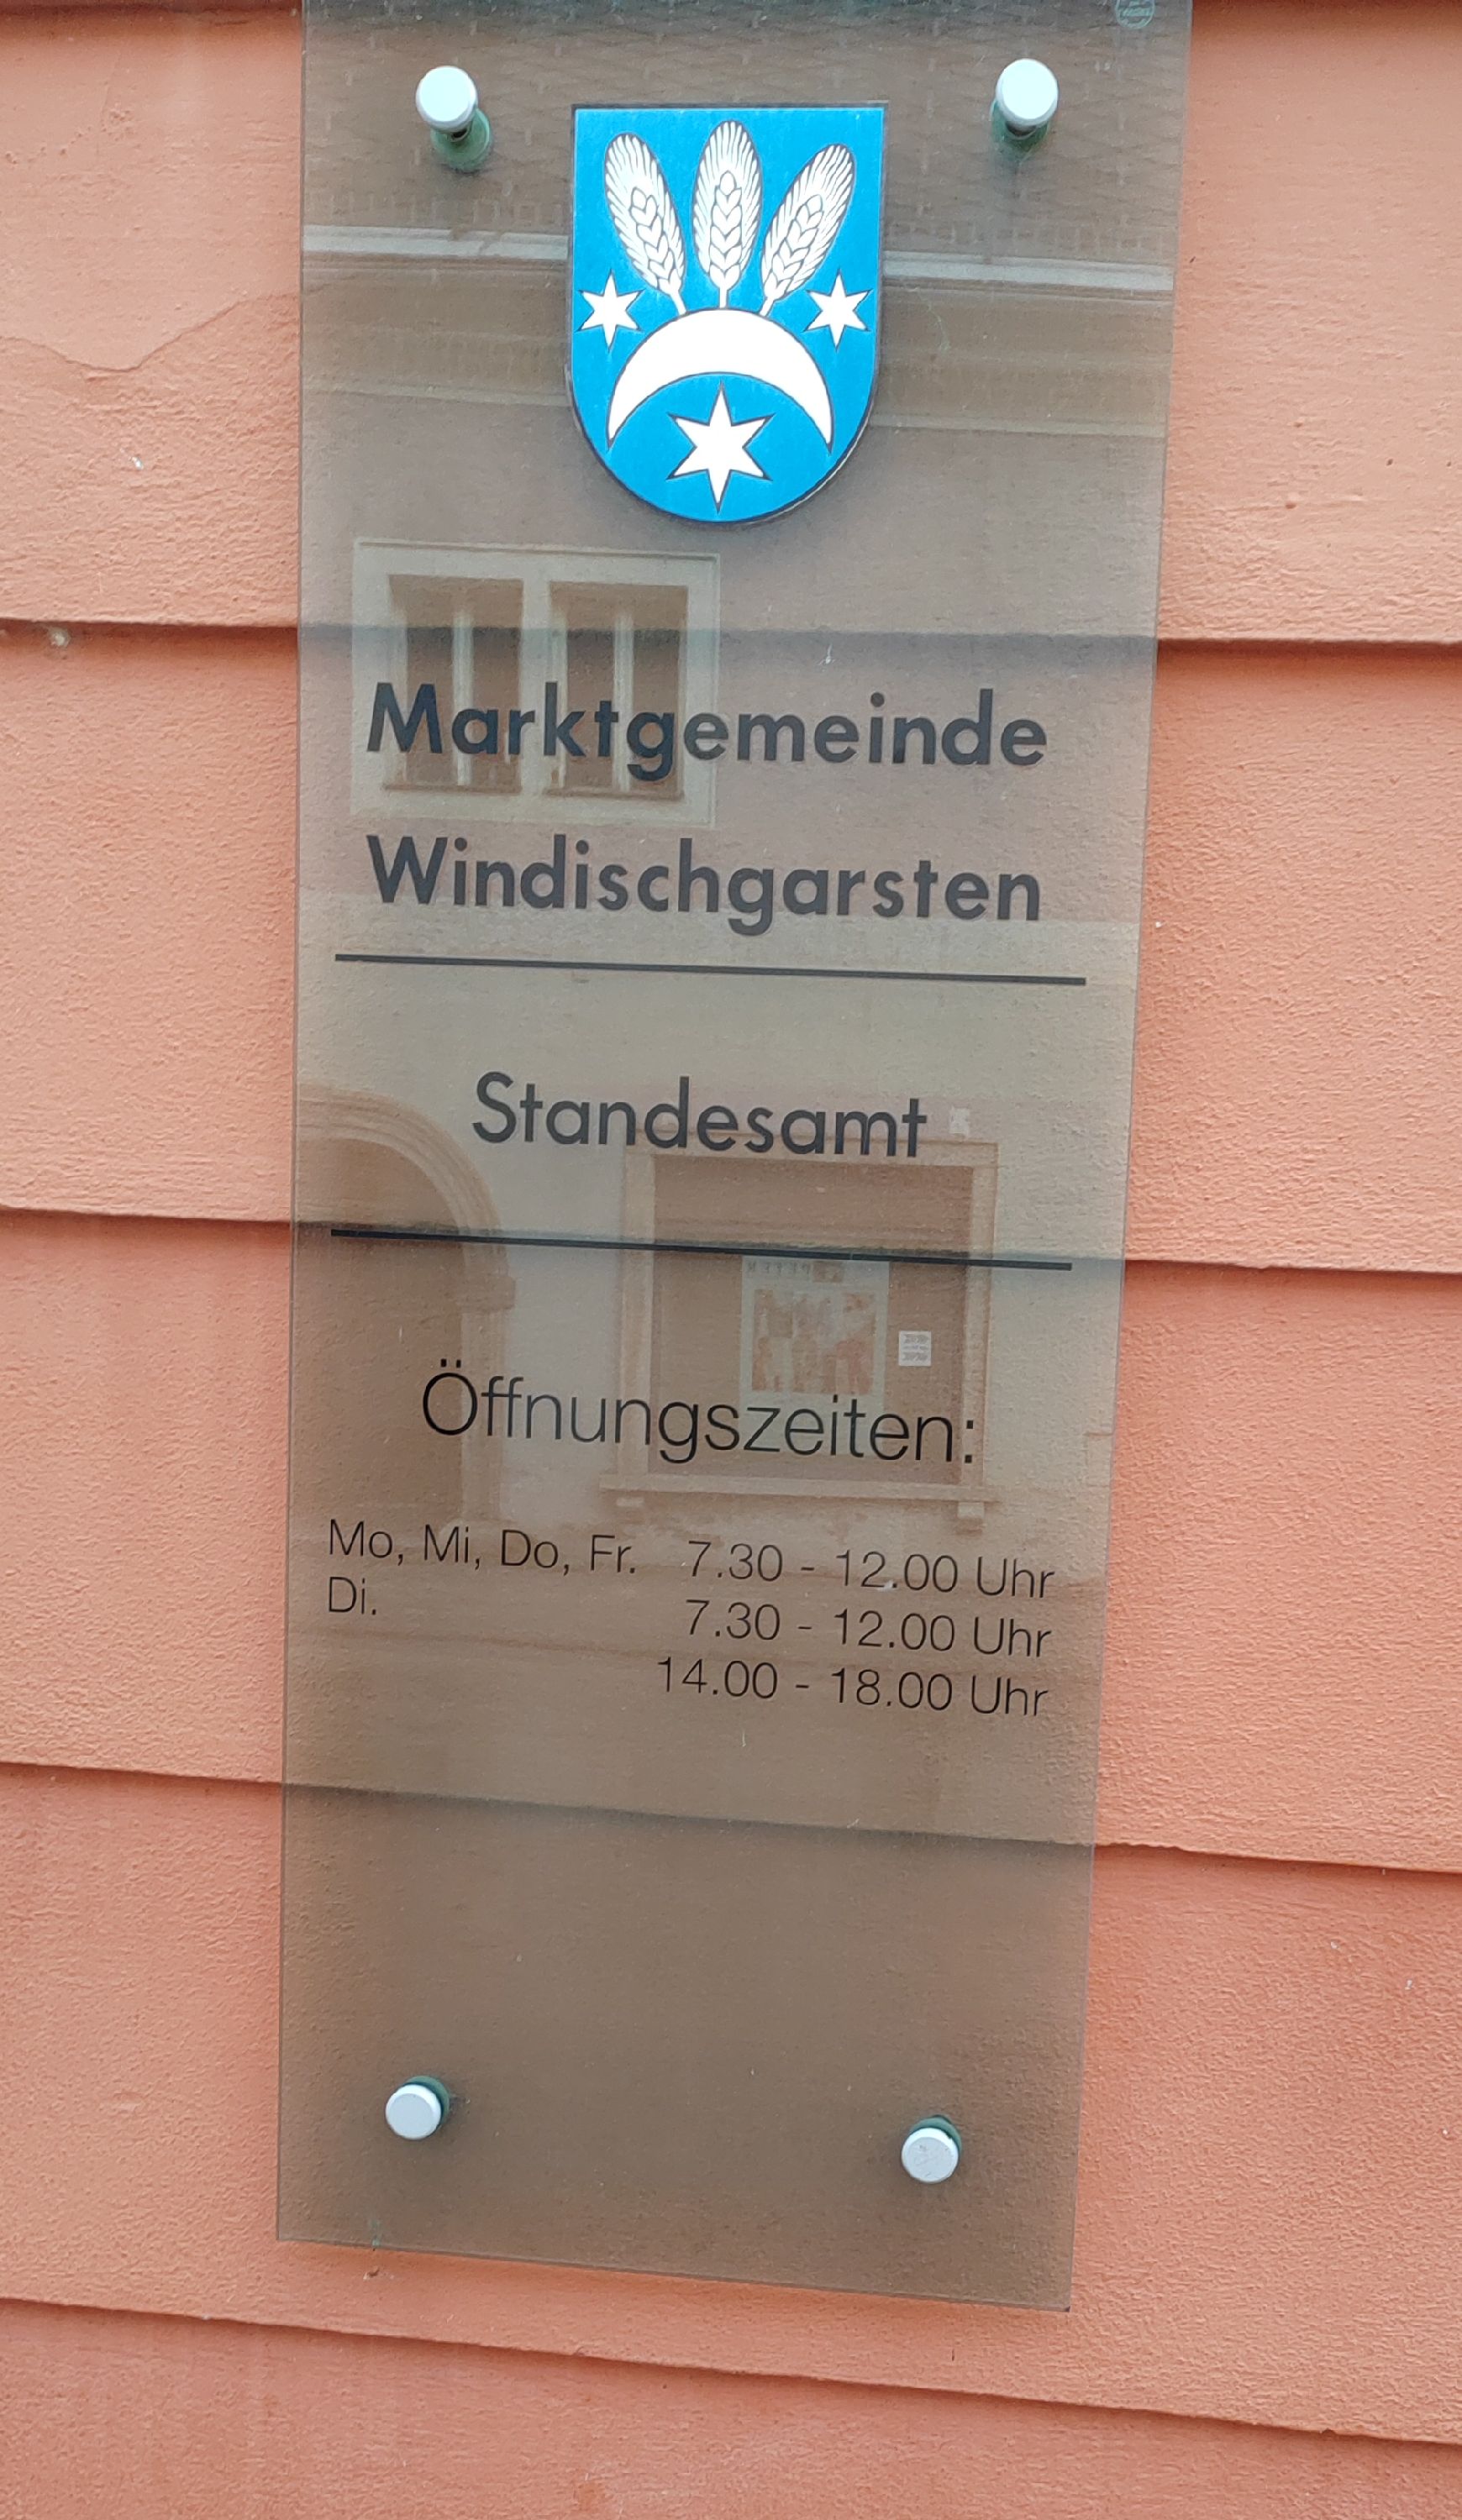 Marktgemeinde
Windischgarsten
Standesamt
Öffnungszeiten:
Mo, Mi, Do, Fr. 7.30 - 12.00 Uhr
Di. 7.30 - 12.00 Uhr
14.00 - 18.00 Uhr